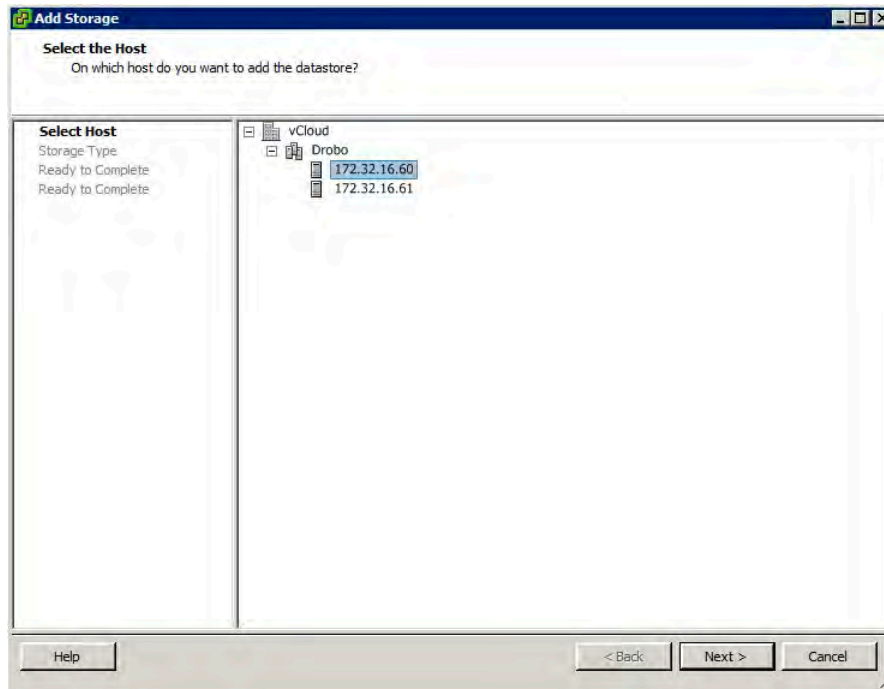 Add Storage
Select the Host
On which host do you want to add the datastore?
Select Host
Storage Type
Ready to Complete
Ready to Complete
vCloud
Drobo
172.32.16.60
172.32.16.61
Help
< Back
Next >
Cancel